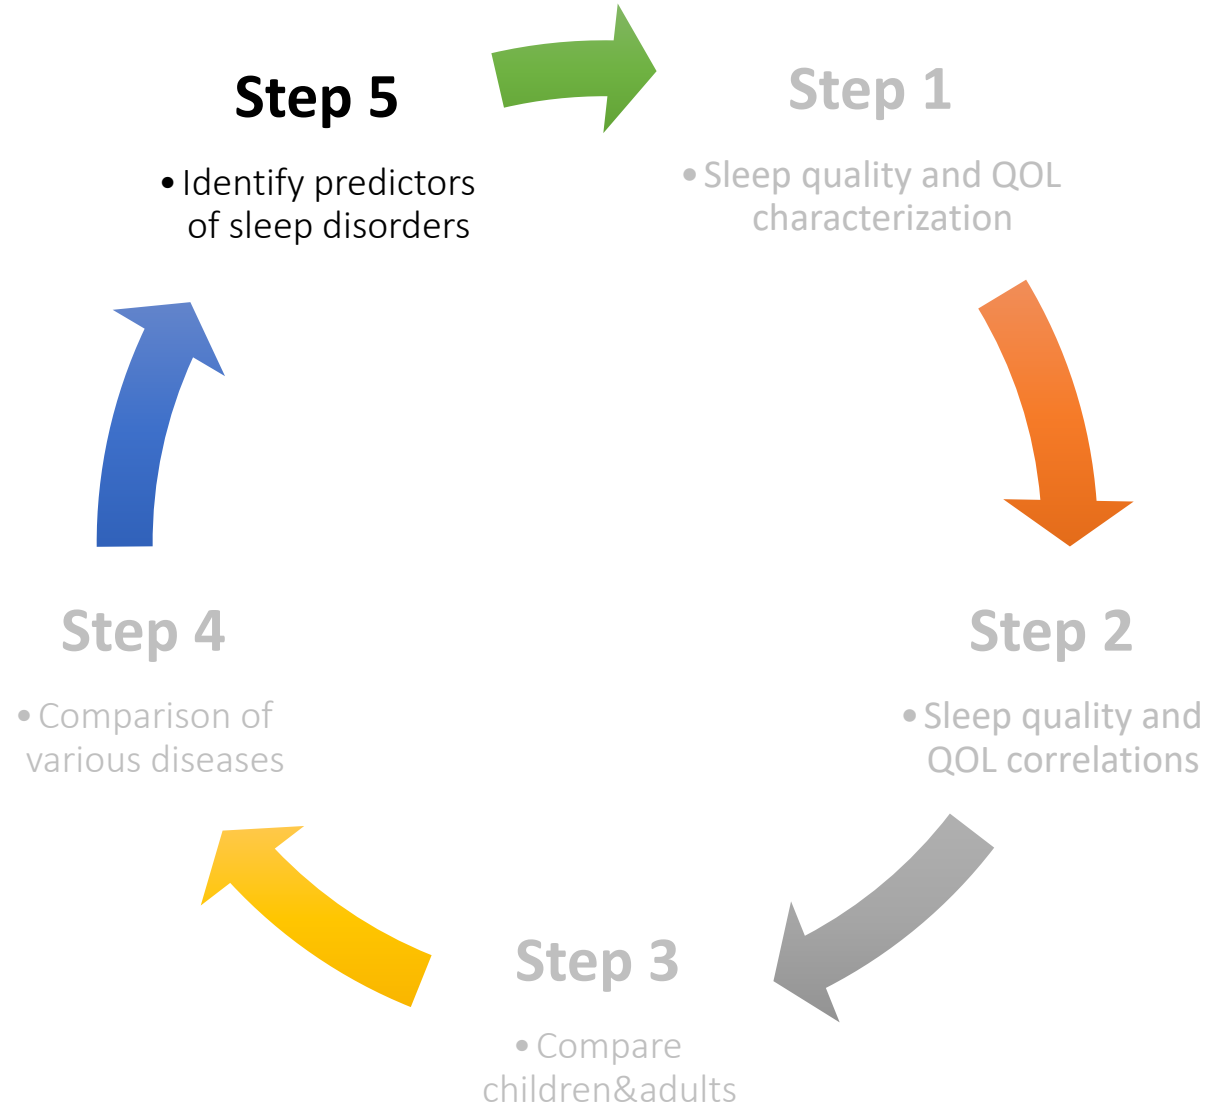 Step 1
• Sleep quality and QOL
characterization
Step 2
• Sleep quality and
QOL correlations
Step 3
• Compare
children&adults
Step 4
• Comparison of
various diseases
Step 5
• Identify predictors
of sleep disorders